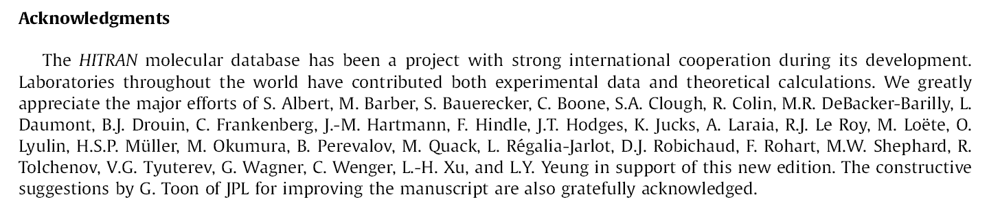 Acknowledgments
The HITRAN molecular database has been a project with strong international cooperation during its development.
Laboratories throughout the world have contributed both experimental data and theoretical calculations. We greatly
appreciate the major efforts of S. Albert, M. Barber, S. Bauerecker, C. Boone, S.A. Clough, R. Colin, M.R. DeBacker-Barilly, L.
Daumont, B.J. Drouin, C. Frankenberg, J.-M. Hartmann, F. Hindle, J.T. Hodges, K. Jucks, A. Laraia, R.J. Le Roy, M. Loëte, O.
Lyulin, H.S.P. Müller, M. Okumura, B. Perevalov, M. Quack, L. Régalia-Jarlot, D.J. Robichaud, F. Rohart, M.W. Shephard, R.
Tolchenov, V.G. Tyuterev, G. Wagner, C. Wenger, L.-H. Xu, and L.Y. Yeung in support of this new edition. The constructive
suggestions by G. Toon of JPL for improving the manuscript are also gratefully acknowledged.